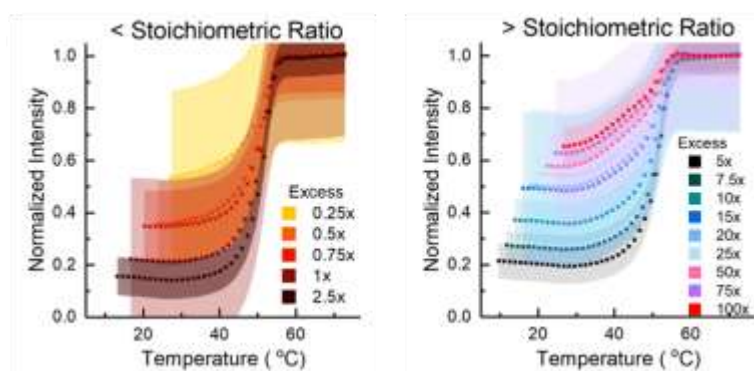 < Stoichiometric Ratio
Normalized Intensity
1.0
0.8
0.6
0.4
0.2
0.0
Excess
0.25x
0.5x
0.75x
1x
2.5x
20
40
60
Temperature ( °C)
> Stoichiometric Ratio
Normalized Intensity
1.0
0.8
0.6
0.4
0.2
0.0
Excess
5x
7.5x
10x
15x
20x
25x
50x
75x
100x
20
40
60
Temperature ( °C)